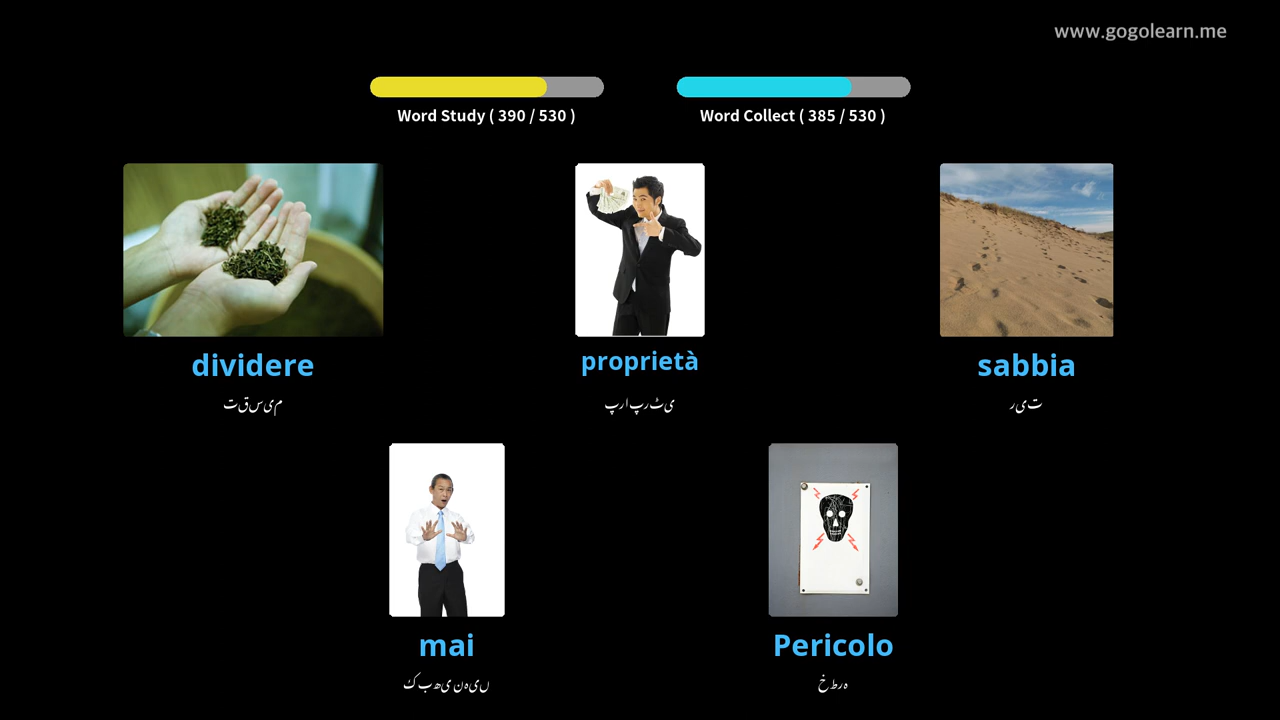 www.gogolearn.me
Word Study ( 390 / 530 )
Word Collect ( 385 / 530 )
dividere
تقسیم
proprietà
پراپرٹی
sabbia
ریت
mai
کبھی نہیں
Pericolo
خطرہ